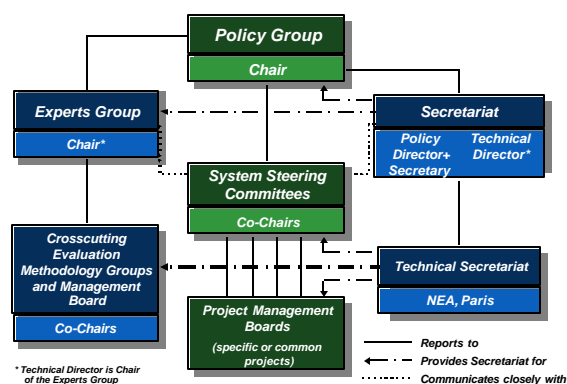 Policy Group
Chair
Experts Group
Chair*
Secretariat
Policy Technical
Director+ Director*
Secretary
System Steering
Committees
Co-Chairs
Crosscutting
Evaluation
Methodology Groups
and Management
Board
Co-Chairs
Technical Secretariat
NEA, Paris
Project Management
Boards
(specific or common
projects)
Reports to
Provides Secretariat for
Communicates closely with
* Technical Director is Chair
of the Experts Group